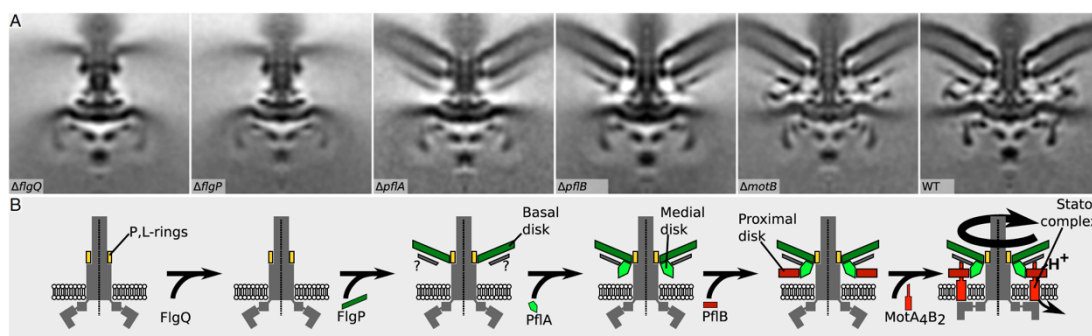 A
ΔflgQ
ΔflgP
ΔpflA
ΔpflB
ΔmotB
WT
B
P,L-rings
FlgQ
FlgP
Basal
disk
?
?
PflA
Medial
disk
PflB
Proximal
disk
MotA4B2
Stator
complex
H+